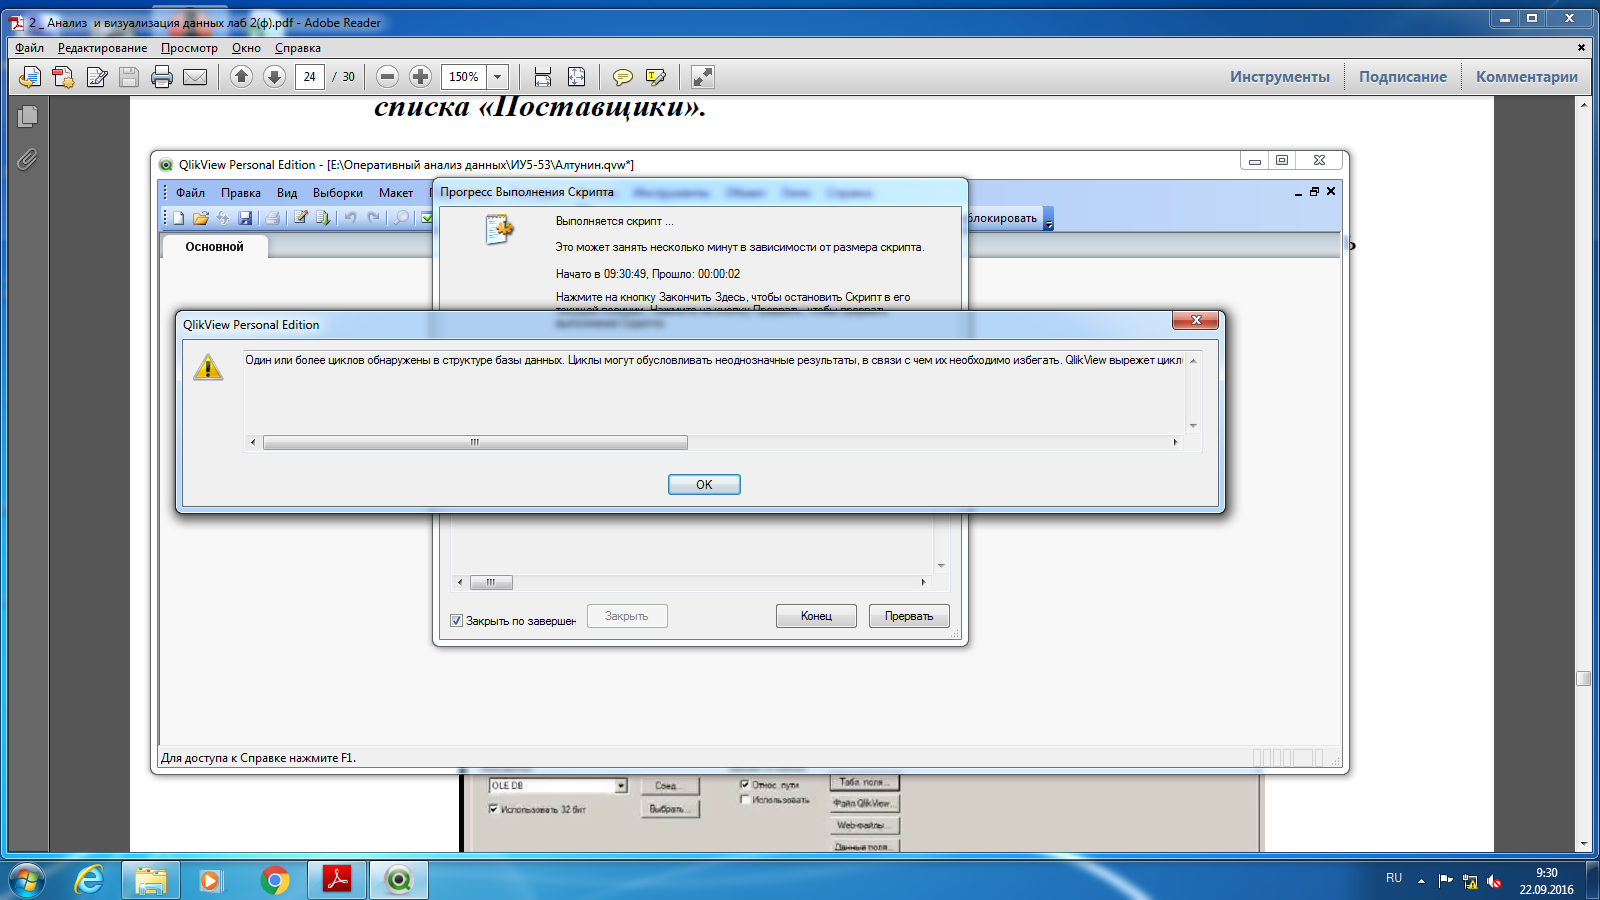 2 _ Анализ  и визуализация данных лаб 2(ф).pdf - Adobe Reader
Файл Редактирование Просмотр Окно Справка
24 / 30 150% Инструменты Подписание Комментарии
списка «Поставщики».
QlikView Personal Edition - [E:\Оперативный анализ данных\ИУ5-53\Алтунин.qvw*]
Файл Правка Вид Выборки Макет
Прогресс Выполнения Скрипта
блокировать
Основной
Выполняется скрипт ...
Это может занять несколько минут в зависимости от размера скрипта.
Начато в 09:30:49, Прошло: 00:00:02
Нажмите на кнопку Закончить Здесь, чтобы остановить Скрипт в его
QlikView Personal Edition
Один или более циклов обнаружены в структуре базы данных. Циклы могут обусловливать неоднозначные результаты, в связи с чем их необходимо избегать. QlikView вырежет цикл
OK
Закрыть по завершен Закрыть Конец Прервать
Для доступа к Справке нажмите F1.
OLE DB Соед... Относ. пути Табл. поля...
Использовать 32 бит Выбрать... Использовать Файл QlikView...
Web-файлы...
Данные поля...
RU 9:30
22.09.2016